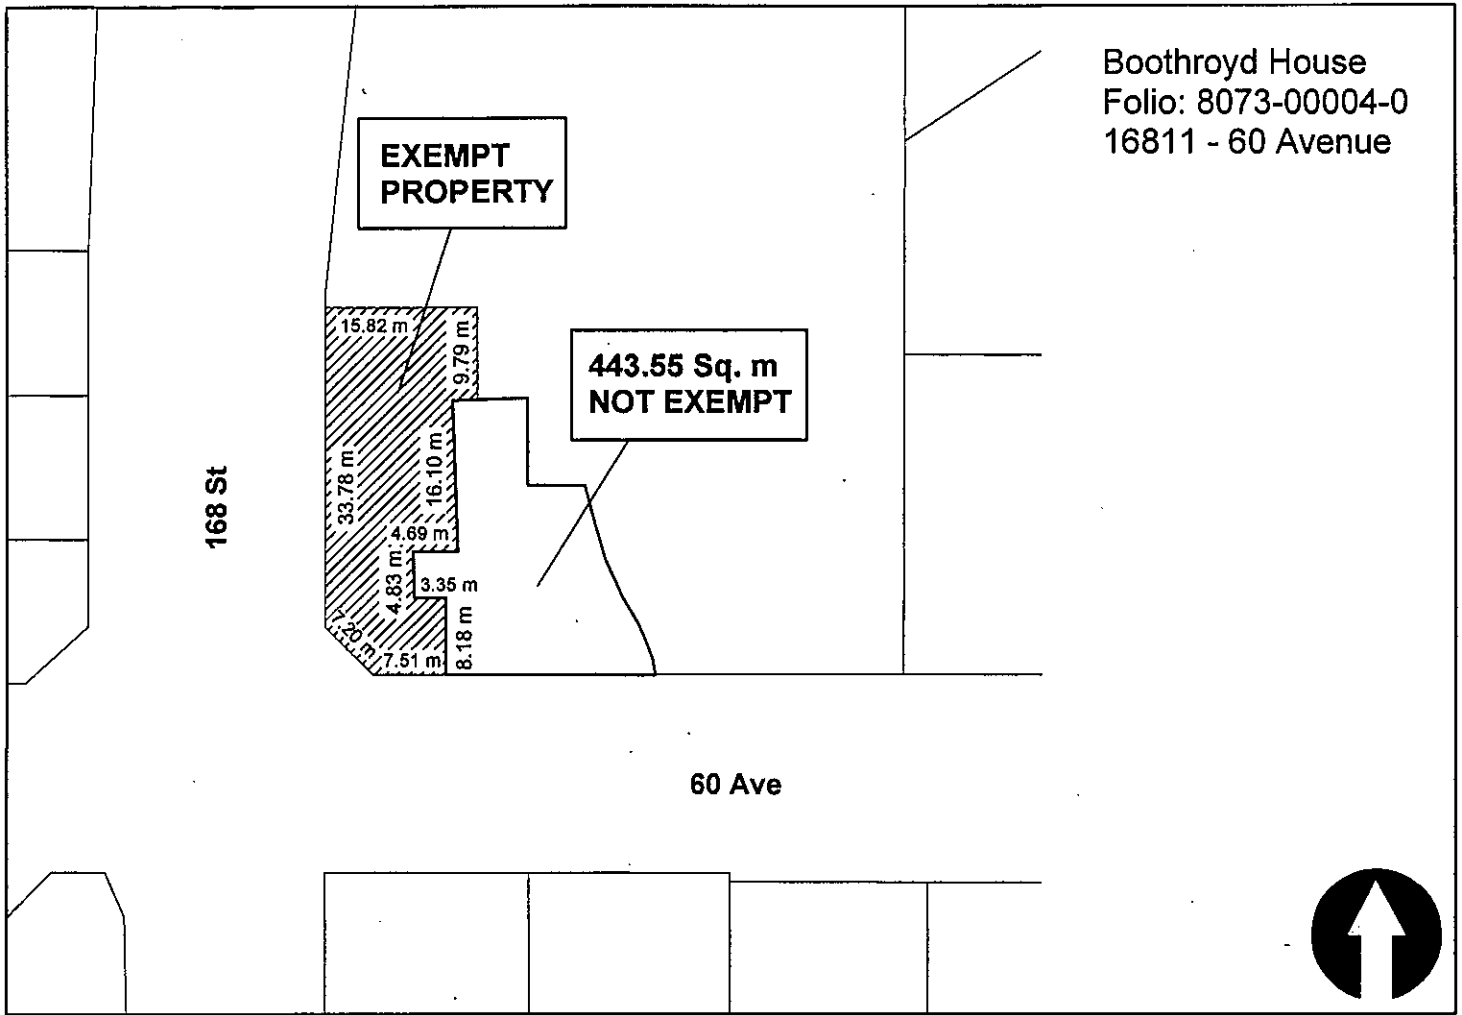 Boothroyd House
Folio: 8073-00004-0
16811 - 60 Avenue
EXEMPT
PROPERTY
15.82 m
9.79 m
443.55 Sq. m
NOT EXEMPT
168 St
33.78 m
16.10 m
4.69 m
4.83 m
3.35 m
7.20 m
7.51 m
8.18 m
60 Ave